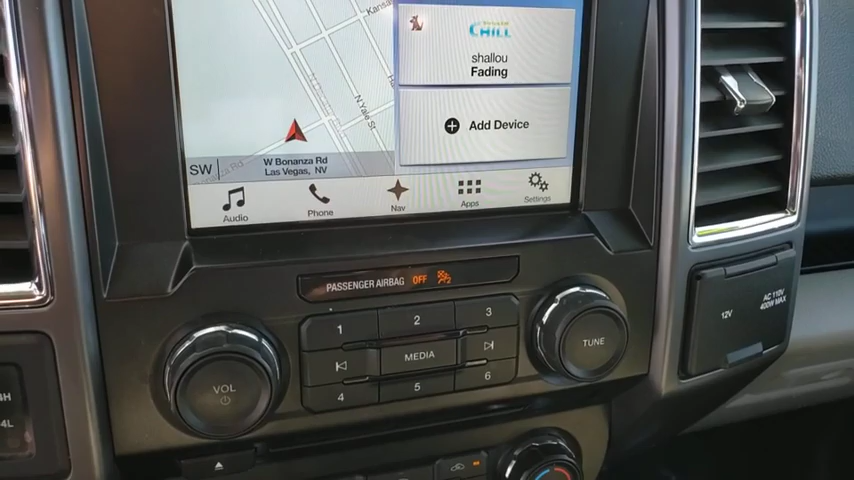 Kansas
CHILL
shallou
Fading
N Yale St
Add Device
SW
W Bonanza Rd
Las Vegas, NV
Audio
Phone
Nav
Apps
Settings
PASSENGER AIRBAG OFF
1
2
3
MEDIA
4
5
6
VOL
TUNE
12V
AC 110V
400W MAX
4H
4L